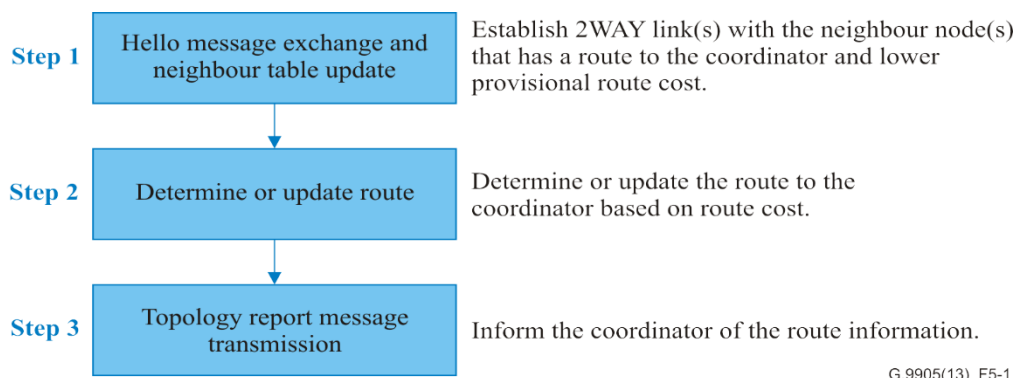 Step 1
Hello message exchange and
neighbour table update
Establish 2WAY link(s) with the neighbour node(s)
that has a route to the coordinator and lower
provisional route cost.
Step 2
Determine or update route
Determine or update the route to the
coordinator based on route cost.
Step 3
Topology report message
transmission
Inform the coordinator of the route information.
G.9905(13)_F5-1